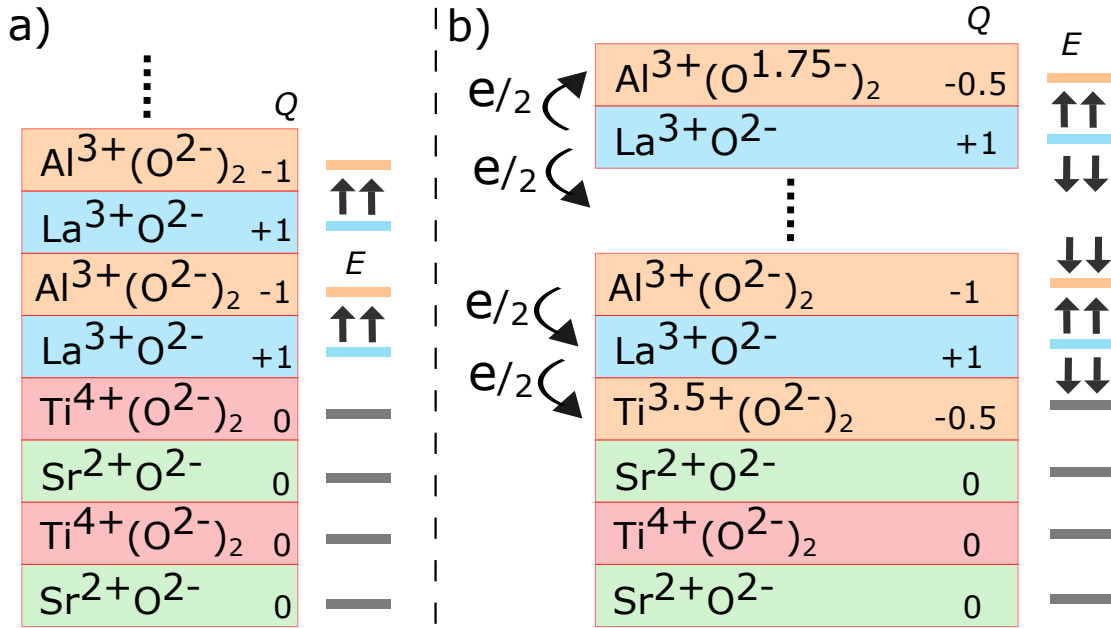 a)
Q
Al³⁺(O²⁻)₂ -1
La³⁺O²⁻ +1
E
Al³⁺(O²⁻)₂ -1
La³⁺O²⁻ +1
Ti⁴⁺(O²⁻)₂ 0
Sr²⁺O²⁻ 0
Ti⁴⁺(O²⁻)₂ 0
Sr²⁺O²⁻ 0
b)
Q
E
e/2
Al³⁺(O¹·⁷⁵⁻)₂ -0.5
La³⁺O²⁻ +1
e/2
Al³⁺(O²⁻)₂ -1
e/2
La³⁺O²⁻ +1
e/2
Ti³·⁵⁺(O²⁻)₂ -0.5
Sr²⁺O²⁻ 0
Ti⁴⁺(O²⁻)₂ 0
Sr²⁺O²⁻ 0